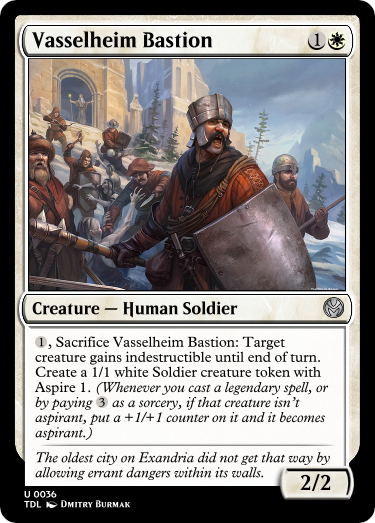 Vasselheim Bastion 1
Creature — Human Soldier
1, Sacrifice Vasselheim Bastion: Target
creature gains indestructible until end of turn.
Create a 1/1 white Soldier creature token with
Aspire 1. (Whenever you cast a legendary spell, or
by paying 3 as a sorcery, if that creature isn't
aspirant, put a +1/+1 counter on it and it becomes
aspirant.)
The oldest city on Exandria did not get that way by
allowing errant dangers within its walls.
2/2
U 0036
TDL Dmitry Burmak